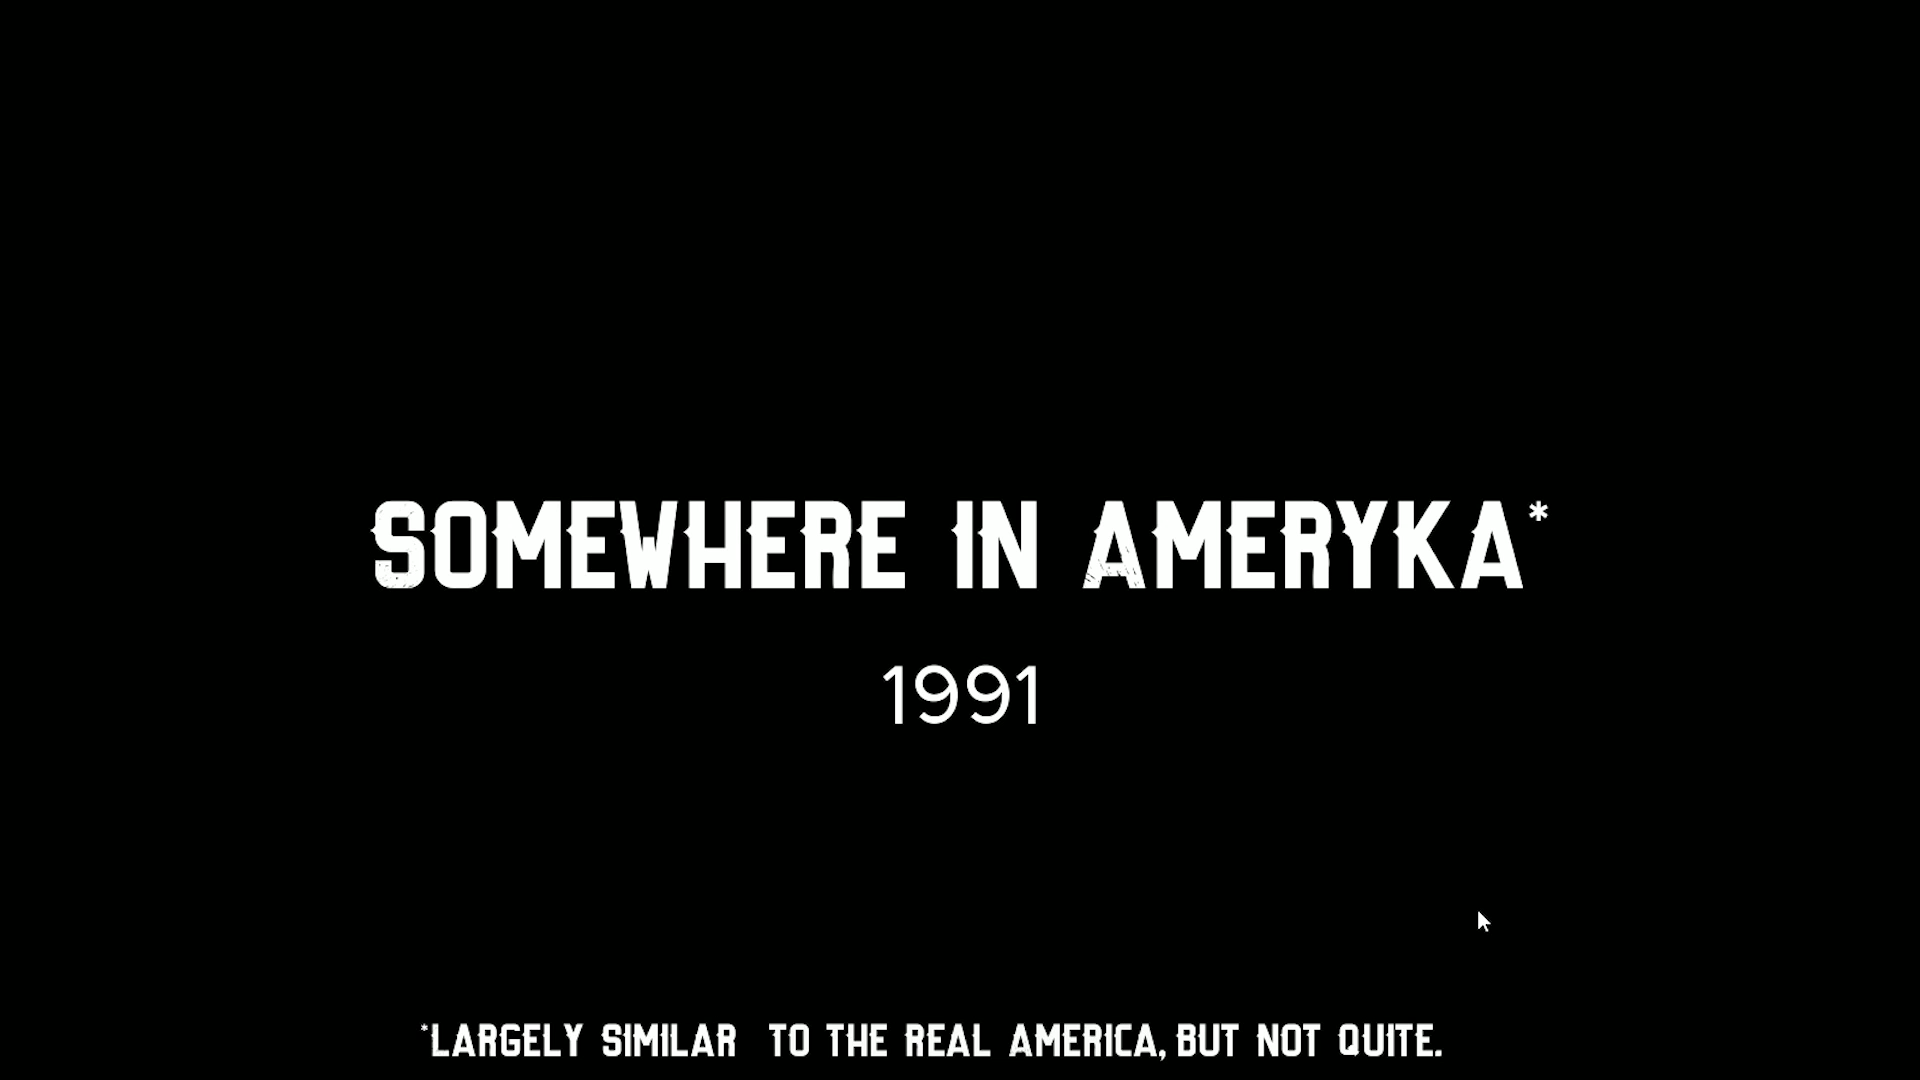 SOMEWHERE IN AMERYKA*
1991
*LARGELY SIMILAR TO THE REAL AMERICA, BUT NOT QUITE.